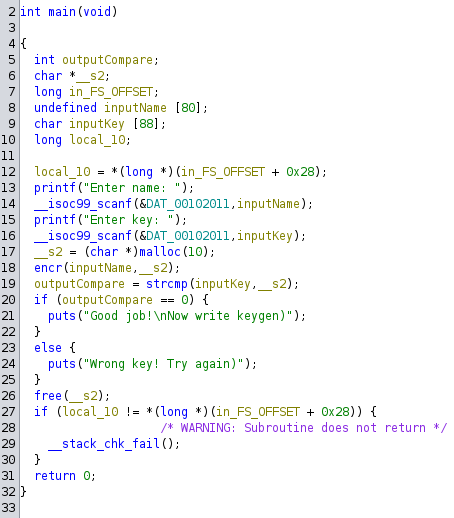 2 int main(void)
3
4 {
5   int outputCompare;
6   char *__s2;
7   long in_FS_OFFSET;
8   undefined inputName [80];
9   char inputKey [88];
10   long local_10;
11
12   local_10 = *(long *)(in_FS_OFFSET + 0x28);
13   printf("Enter name: ");
14   __isoc99_scanf(&DAT_00102011,inputName);
15   printf("Enter key: ");
16   __isoc99_scanf(&DAT_00102011,inputKey);
17   __s2 = (char *)malloc(10);
18   encr(inputName,__s2);
19   outputCompare = strcmp(inputKey,__s2);
20   if (outputCompare == 0) {
21     puts("Good job!\nNow write keygen)");
22   }
23   else {
24     puts("Wrong key! Try again)");
25   }
26   free(__s2);
27   if (local_10 != *(long *)(in_FS_OFFSET + 0x28)) {
28                     /* WARNING: Subroutine does not return */
29     __stack_chk_fail();
30   }
31   return 0;
32 }
33